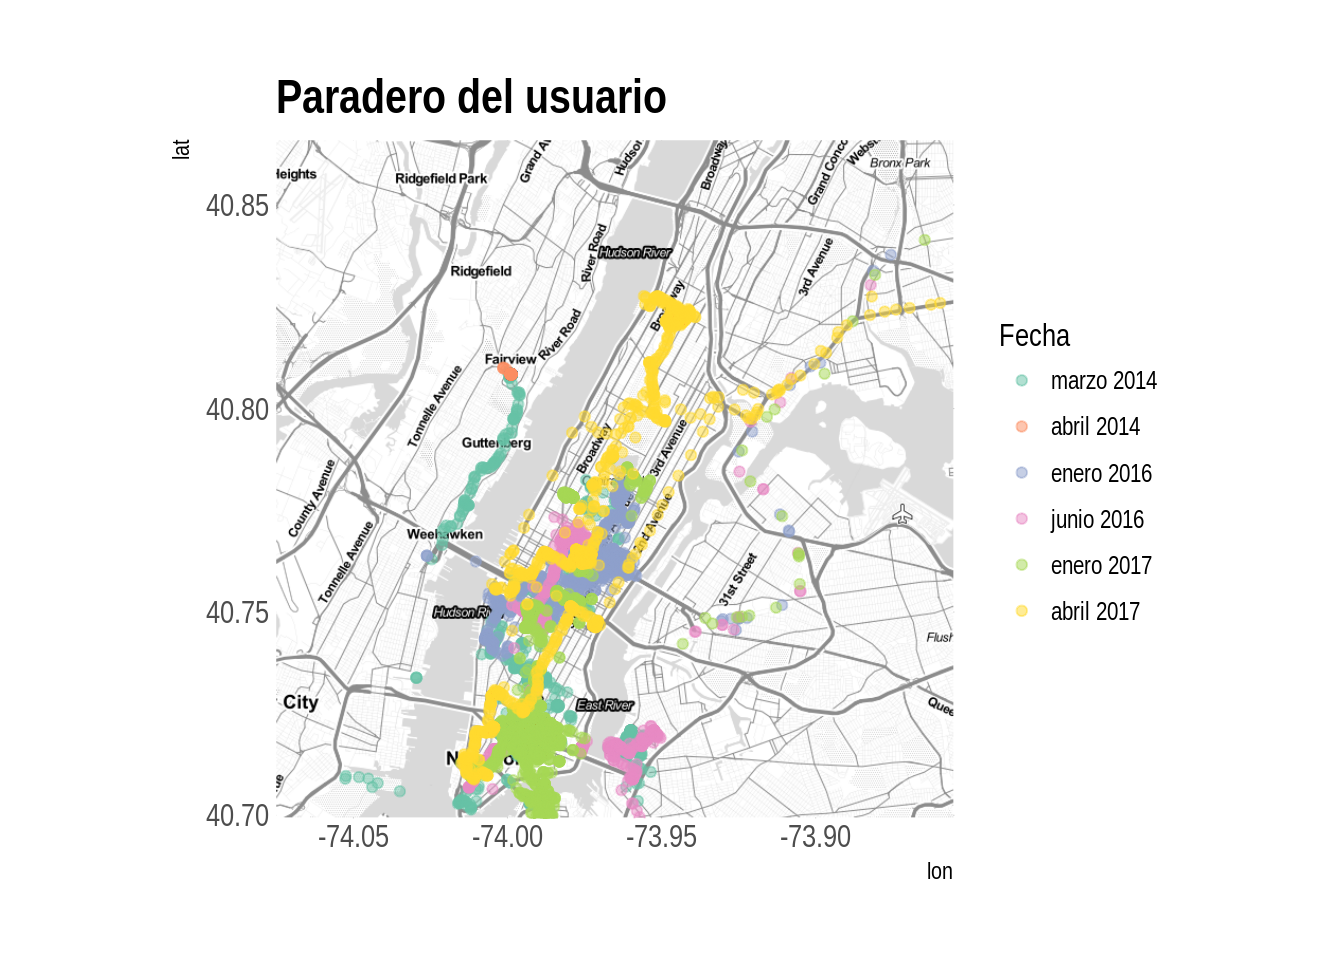 Paradero del usuario
lat
40.85
40.80
40.75
40.70
Heights
Ridgefield Park
Grand Av
Hudson
Broadway
Grand Conco
Webst
Bronx Park
River Road
Hudson River
3rd Avenue
Ridgefield
River Road
Broadway
Fairview
Tonnelle Avenue
Guttenberg
Broadway
3rd Avenue
County Avenue
Weehawken
2nd Avenue
Tonnelle Avenue
31st Street
Hudson Riv
Flush
City
East River
Quee
-74.05
-74.00
-73.95
-73.90
lon
Fecha
marzo 2014
abril 2014
enero 2016
junio 2016
enero 2017
abril 2017